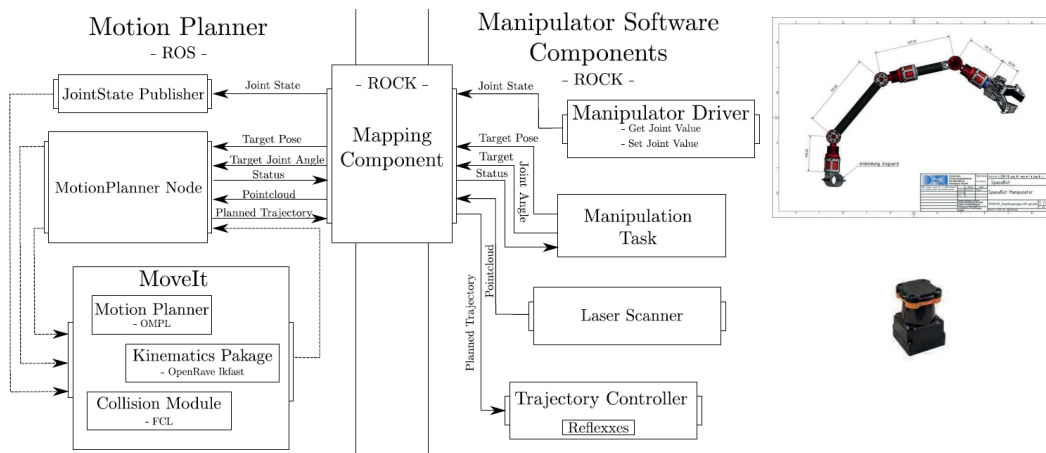 Motion Planner
- ROS -
JointState Publisher
MotionPlanner Node
MoveIt
Motion Planner
- OMPL
Kinematics Pakage
- OpenRave Ikfast
Collision Module
- FCL
Joint State
Target Pose
Target Joint Angle
Status
Pointcloud
Planned Trajectory
- ROCK -
Mapping
Component
Manipulator Software
Components
- ROCK -
Joint State
Target Pose
Target
Status
Joint
Angle
Pointcloud
Planned Trajectory
Manipulator Driver
- Get Joint Value
- Set Joint Value
Manipulation
Task
Laser Scanner
Trajectory Controller
Reflexxes
Anbindung Asguard
SpaceBot
SpaceBot Manipulator